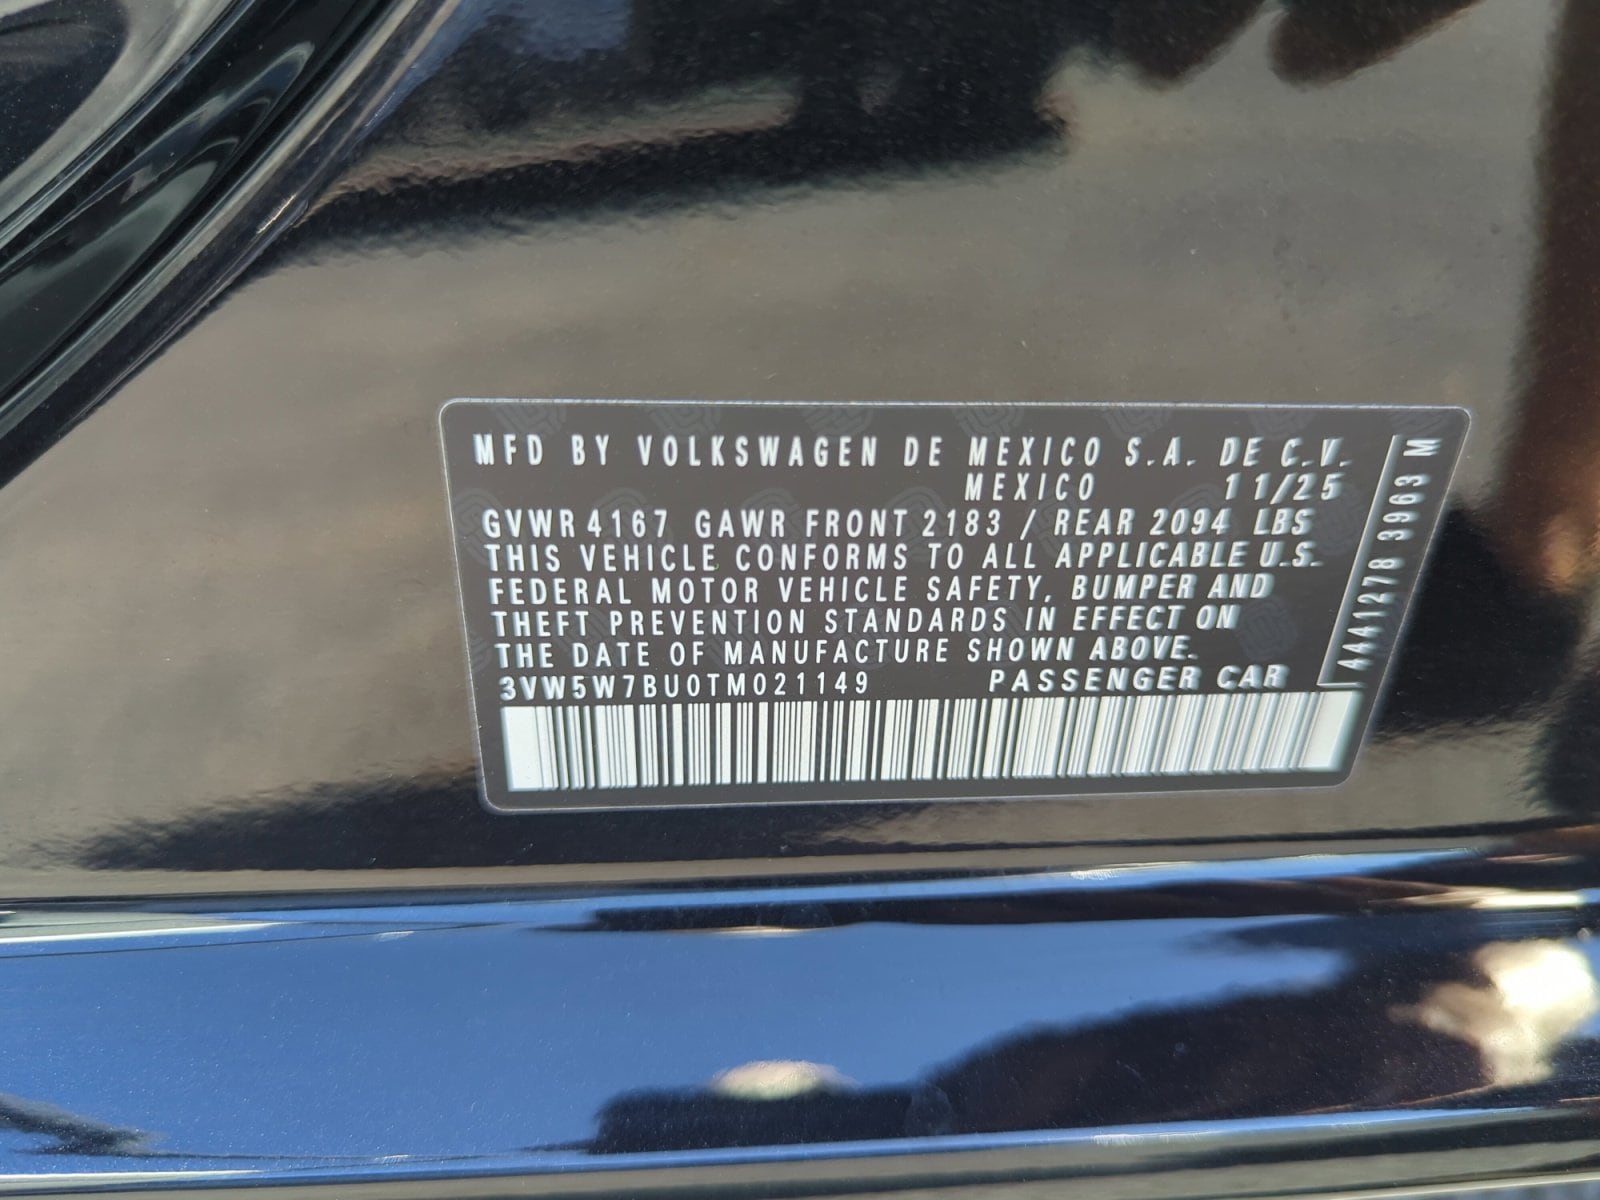 MFD BY VOLKSWAGEN DE MEXICO S.A. DE C.V.
MEXICO 11/25
GVWR 4167 GAWR FRONT 2183 / REAR 2094 LBS
THIS VEHICLE CONFORMS TO ALL APPLICABLE U.S.
FEDERAL MOTOR VEHICLE SAFETY, BUMPER AND
THEFT PREVENTION STANDARDS IN EFFECT ON
THE DATE OF MANUFACTURE SHOWN ABOVE.
3VW5W7BU0TM021149 PASSENGER CAR
4441278 3963 M